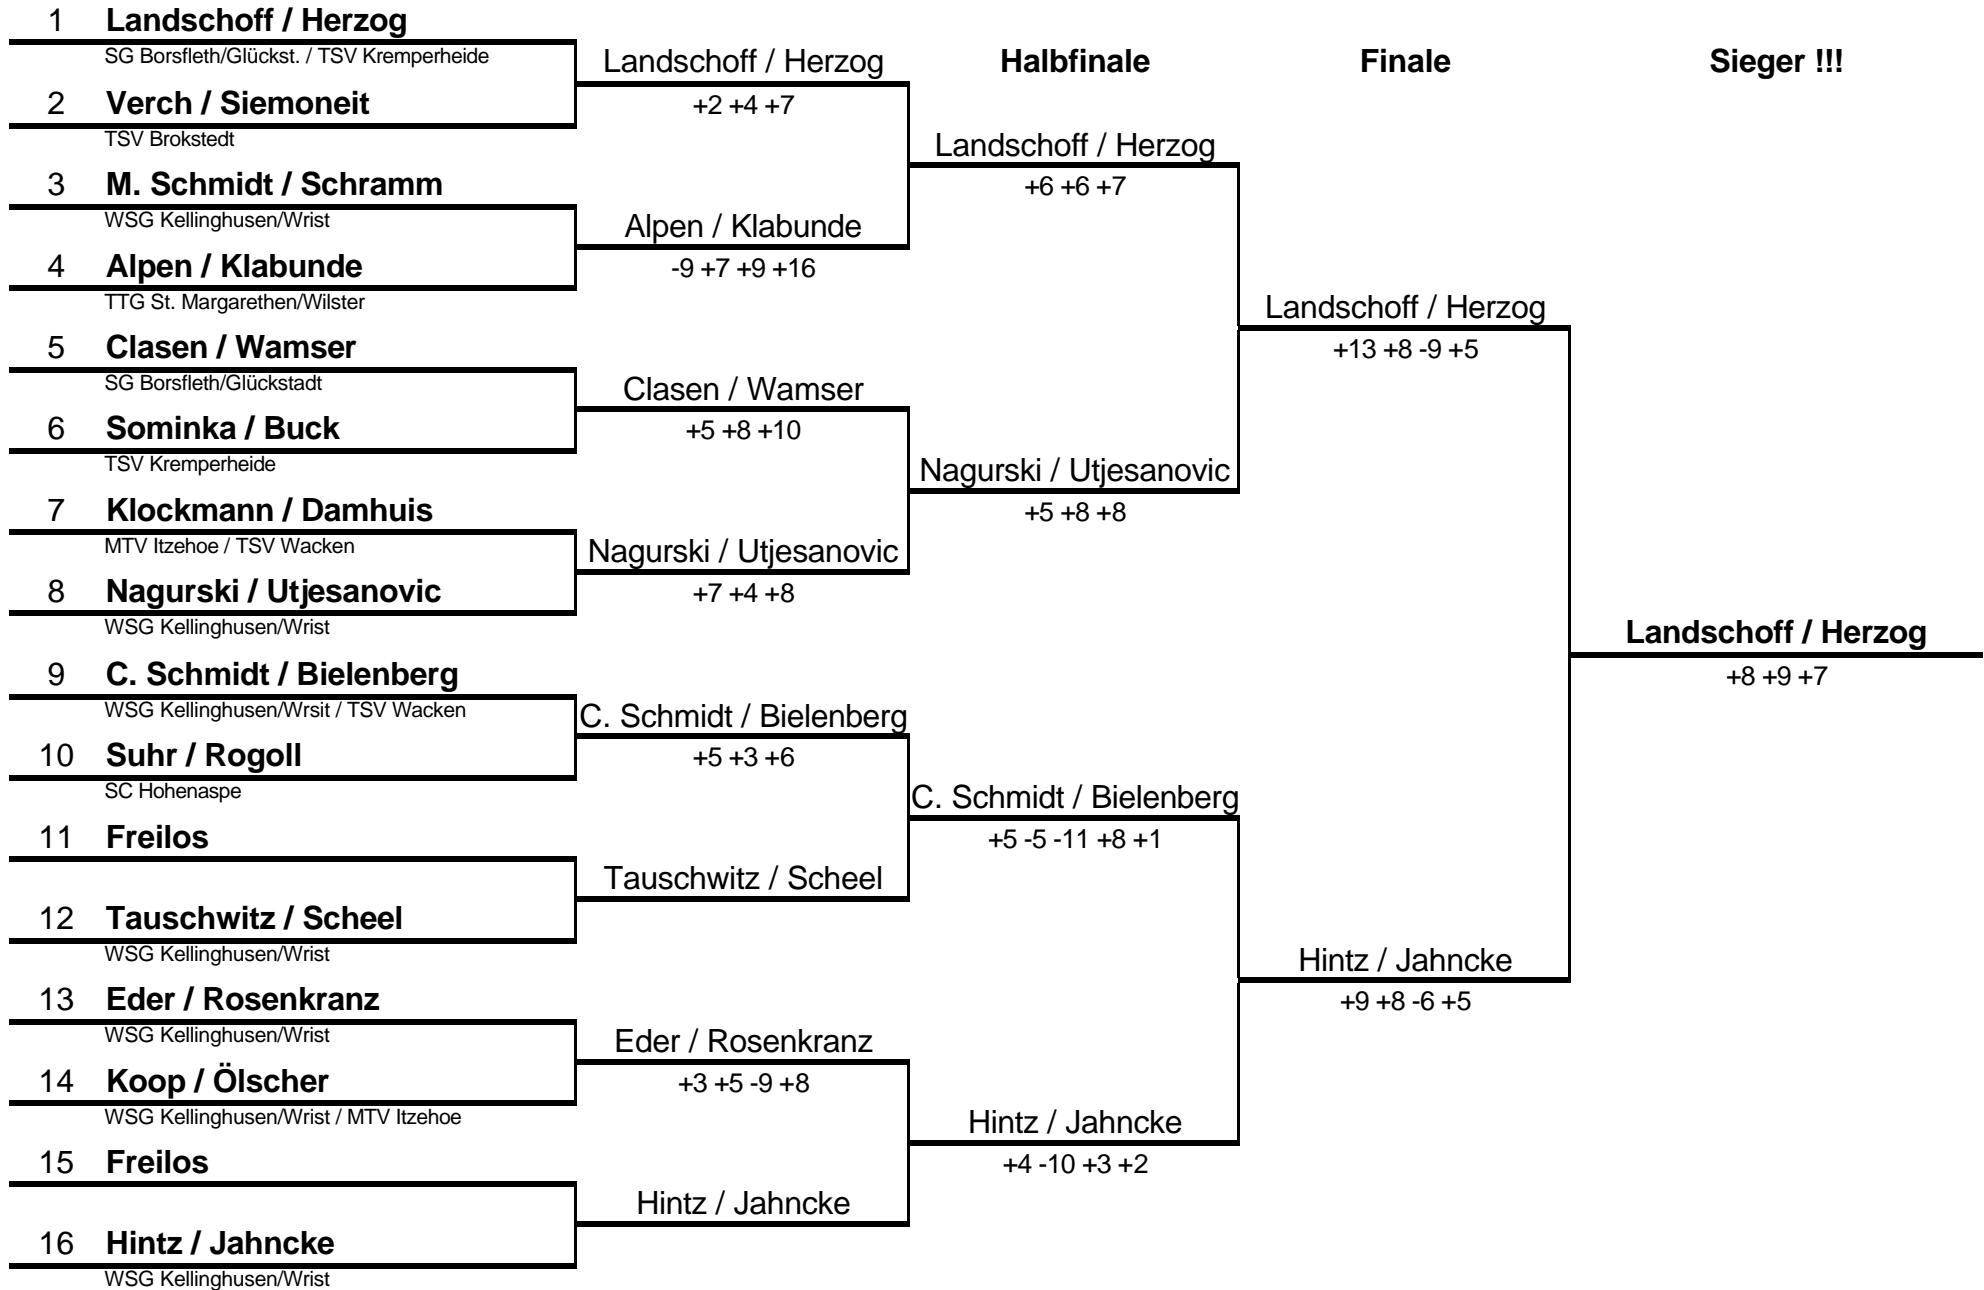 1 Landschoff / Herzog
SG Borsfleth/Glückst. / TSV Kremperheide
Landschoff / Herzog
Halbfinale
Finale
Sieger !!!
2 Verch / Siemoneit
+2 +4 +7
TSV Brokstedt
Landschoff / Herzog
3 M. Schmidt / Schramm
+6 +6 +7
WSG Kellinghusen/Wrist
Alpen / Klabunde
4 Alpen / Klabunde
-9 +7 +9 +16
TTG St. Margarethen/Wilster
Landschoff / Herzog
5 Clasen / Wamser
+13 +8 -9 +5
SG Borsfleth/Glückstadt
Clasen / Wamser
6 Sominka / Buck
+5 +8 +10
TSV Kremperheide
Nagurski / Utjesanovic
7 Klockmann / Damhuis
+5 +8 +8
MTV Itzehoe / TSV Wacken
Nagurski / Utjesanovic
8 Nagurski / Utjesanovic
+7 +4 +8
WSG Kellinghusen/Wrist
Landschoff / Herzog
9 C. Schmidt / Bielenberg
+8 +9 +7
WSG Kellinghusen/Wrsit / TSV Wacken
C. Schmidt / Bielenberg
10 Suhr / Rogoll
+5 +3 +6
SC Hohenaspe
C. Schmidt / Bielenberg
11 Freilos
+5 -5 -11 +8 +1
Tauschwitz / Scheel
12 Tauschwitz / Scheel
WSG Kellinghusen/Wrist
Hintz / Jahncke
13 Eder / Rosenkranz
+9 +8 -6 +5
WSG Kellinghusen/Wrist
Eder / Rosenkranz
14 Koop / Ölscher
+3 +5 -9 +8
WSG Kellinghusen/Wrist / MTV Itzehoe
Hintz / Jahncke
15 Freilos
+4 -10 +3 +2
Hintz / Jahncke
16 Hintz / Jahncke
WSG Kellinghusen/Wrist